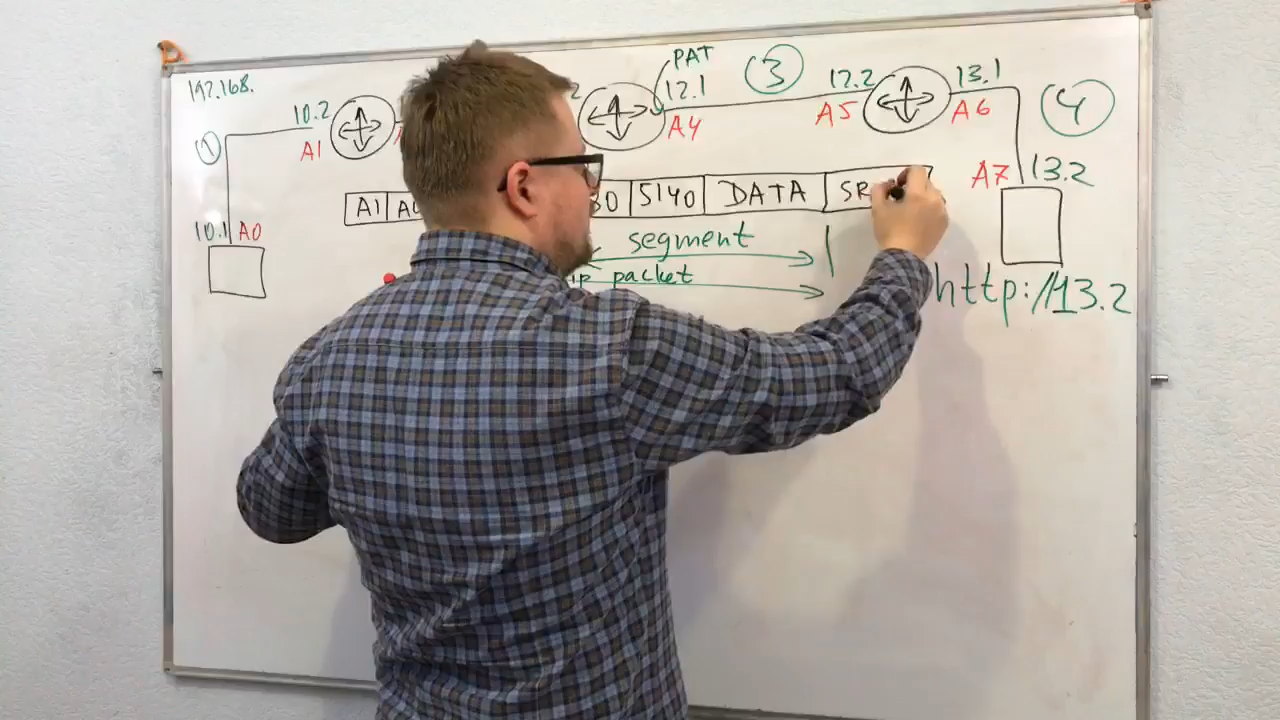 192.168.
10.2
PAT
12.1
3
12.2
13.1
4
1
A1
A4
A5
A6
A7
13.2
A1
5140
DATA
10.1
A0
segment
ip packet
http://13.2